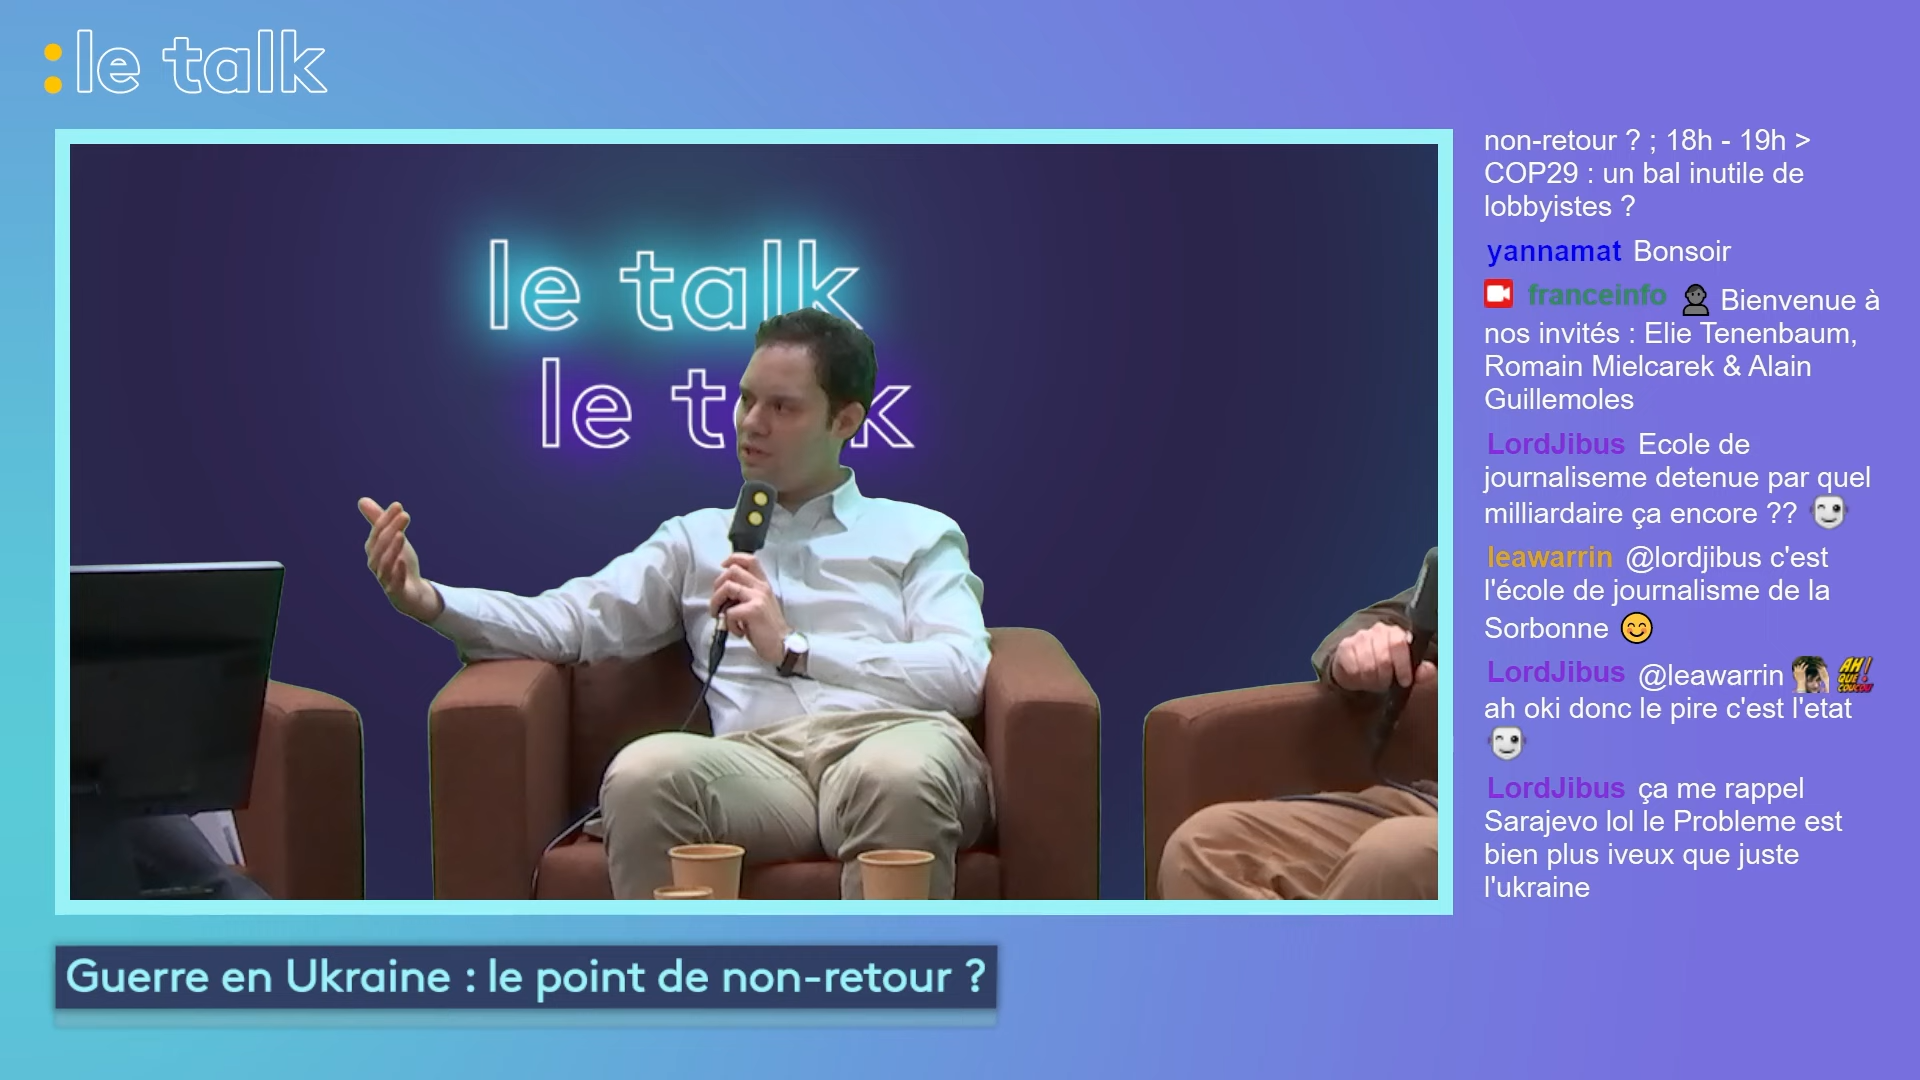 :le talk
le talk
le t k
non-retour ? ; 18h - 19h >
COP29 : un bal inutile de
lobbyistes ?
yannamat Bonsoir
franceinfo Bienvenue à
nos invités : Elie Tenenbaum,
Romain Mielcarek & Alain
Guillemoles
LordJibus Ecole de
journaliseme detenue par quel
milliardaire ça encore ??
leawarrin @lordjibus c'est
l'école de journalisme de la
Sorbonne 😊
LordJibus @leawarrin AH! QUE COUCOU
ah oki donc le pire c'est l'etat
LordJibus ça me rappel
Sarajevo lol le Probleme est
bien plus iveux que juste
l'ukraine
Guerre en Ukraine : le point de non-retour ?